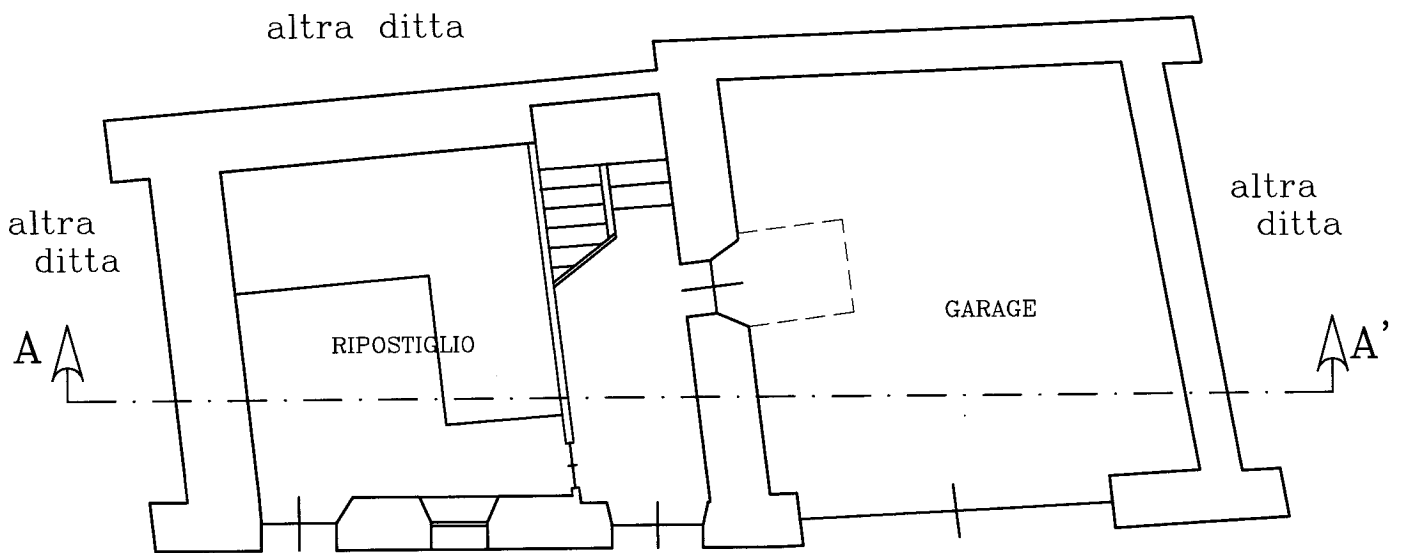 altra ditta
altra
ditta
altra
ditta
GARAGE
RIPOSTIGLIO
A
A'